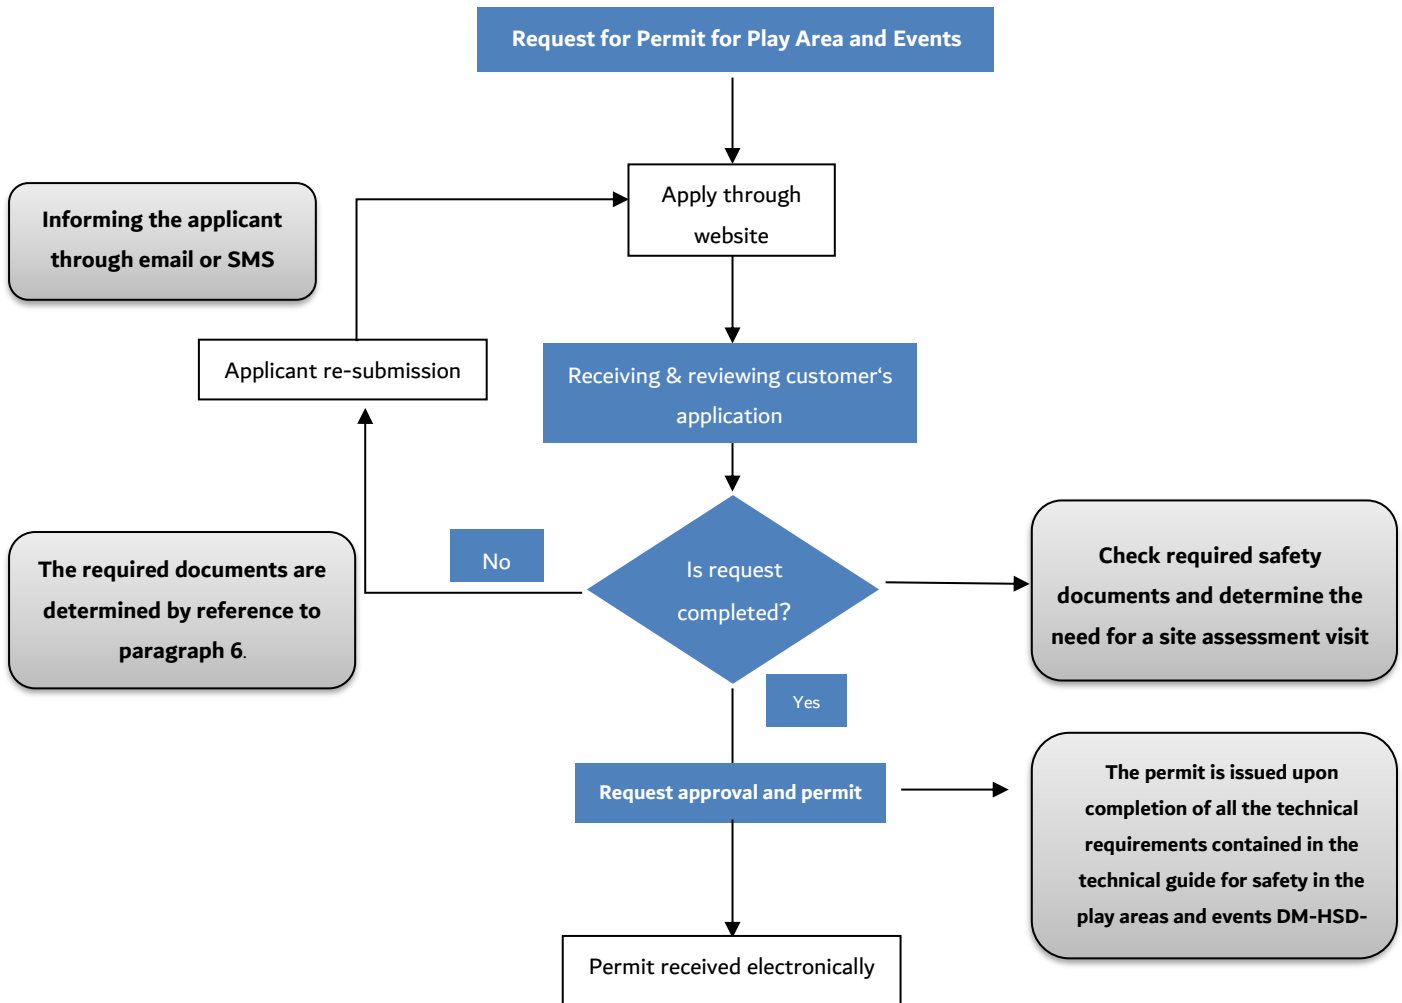 Request for Permit for Play Area and Events
Apply through
website
Informing the applicant
through email or SMS
Applicant re-submission
Receiving & reviewing customer‘s
application
No
Is request
completed?
The required documents are
determined by reference to
paragraph 6.
Check required safety
documents and determine the
need for a site assessment visit
Yes
Request approval and permit
The permit is issued upon
completion of all the technical
requirements contained in the
technical guide for safety in the
play areas and events DM-HSD-
Permit received electronically